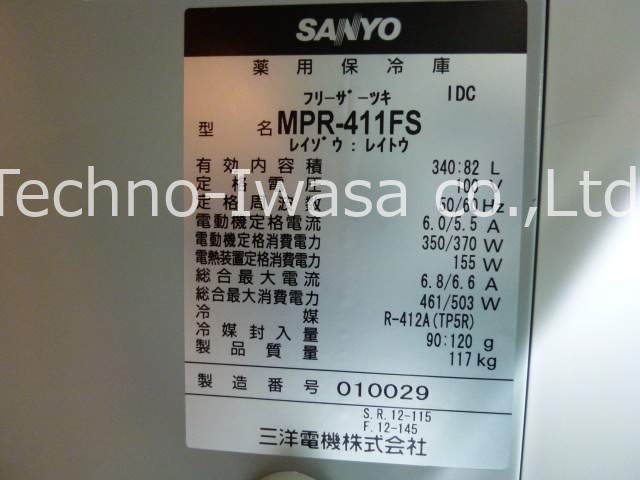 SANYO
薬用保冷庫
フリーザーツキ IDC
型名 MPR-411FS
レイゾウ : レイトウ
有効内容積 340:82 L
定格電圧 100 V
定格周波数 50/60 Hz
Techno-Iwasa co.,Ltd
電動機定格電流 6.0/5.5 A
電動機定格消費電力 350/370 W
電熱装置定格消費電力 155 W
総合最大電流 6.8/6.6 A
総合最大消費電力 461/503 W
冷媒 R-412A(TP5R)
冷媒封入量 90:120 g
製品質量 117kg
製造番号 010029
S.R.12-115
F.12-145
三洋電機株式会社